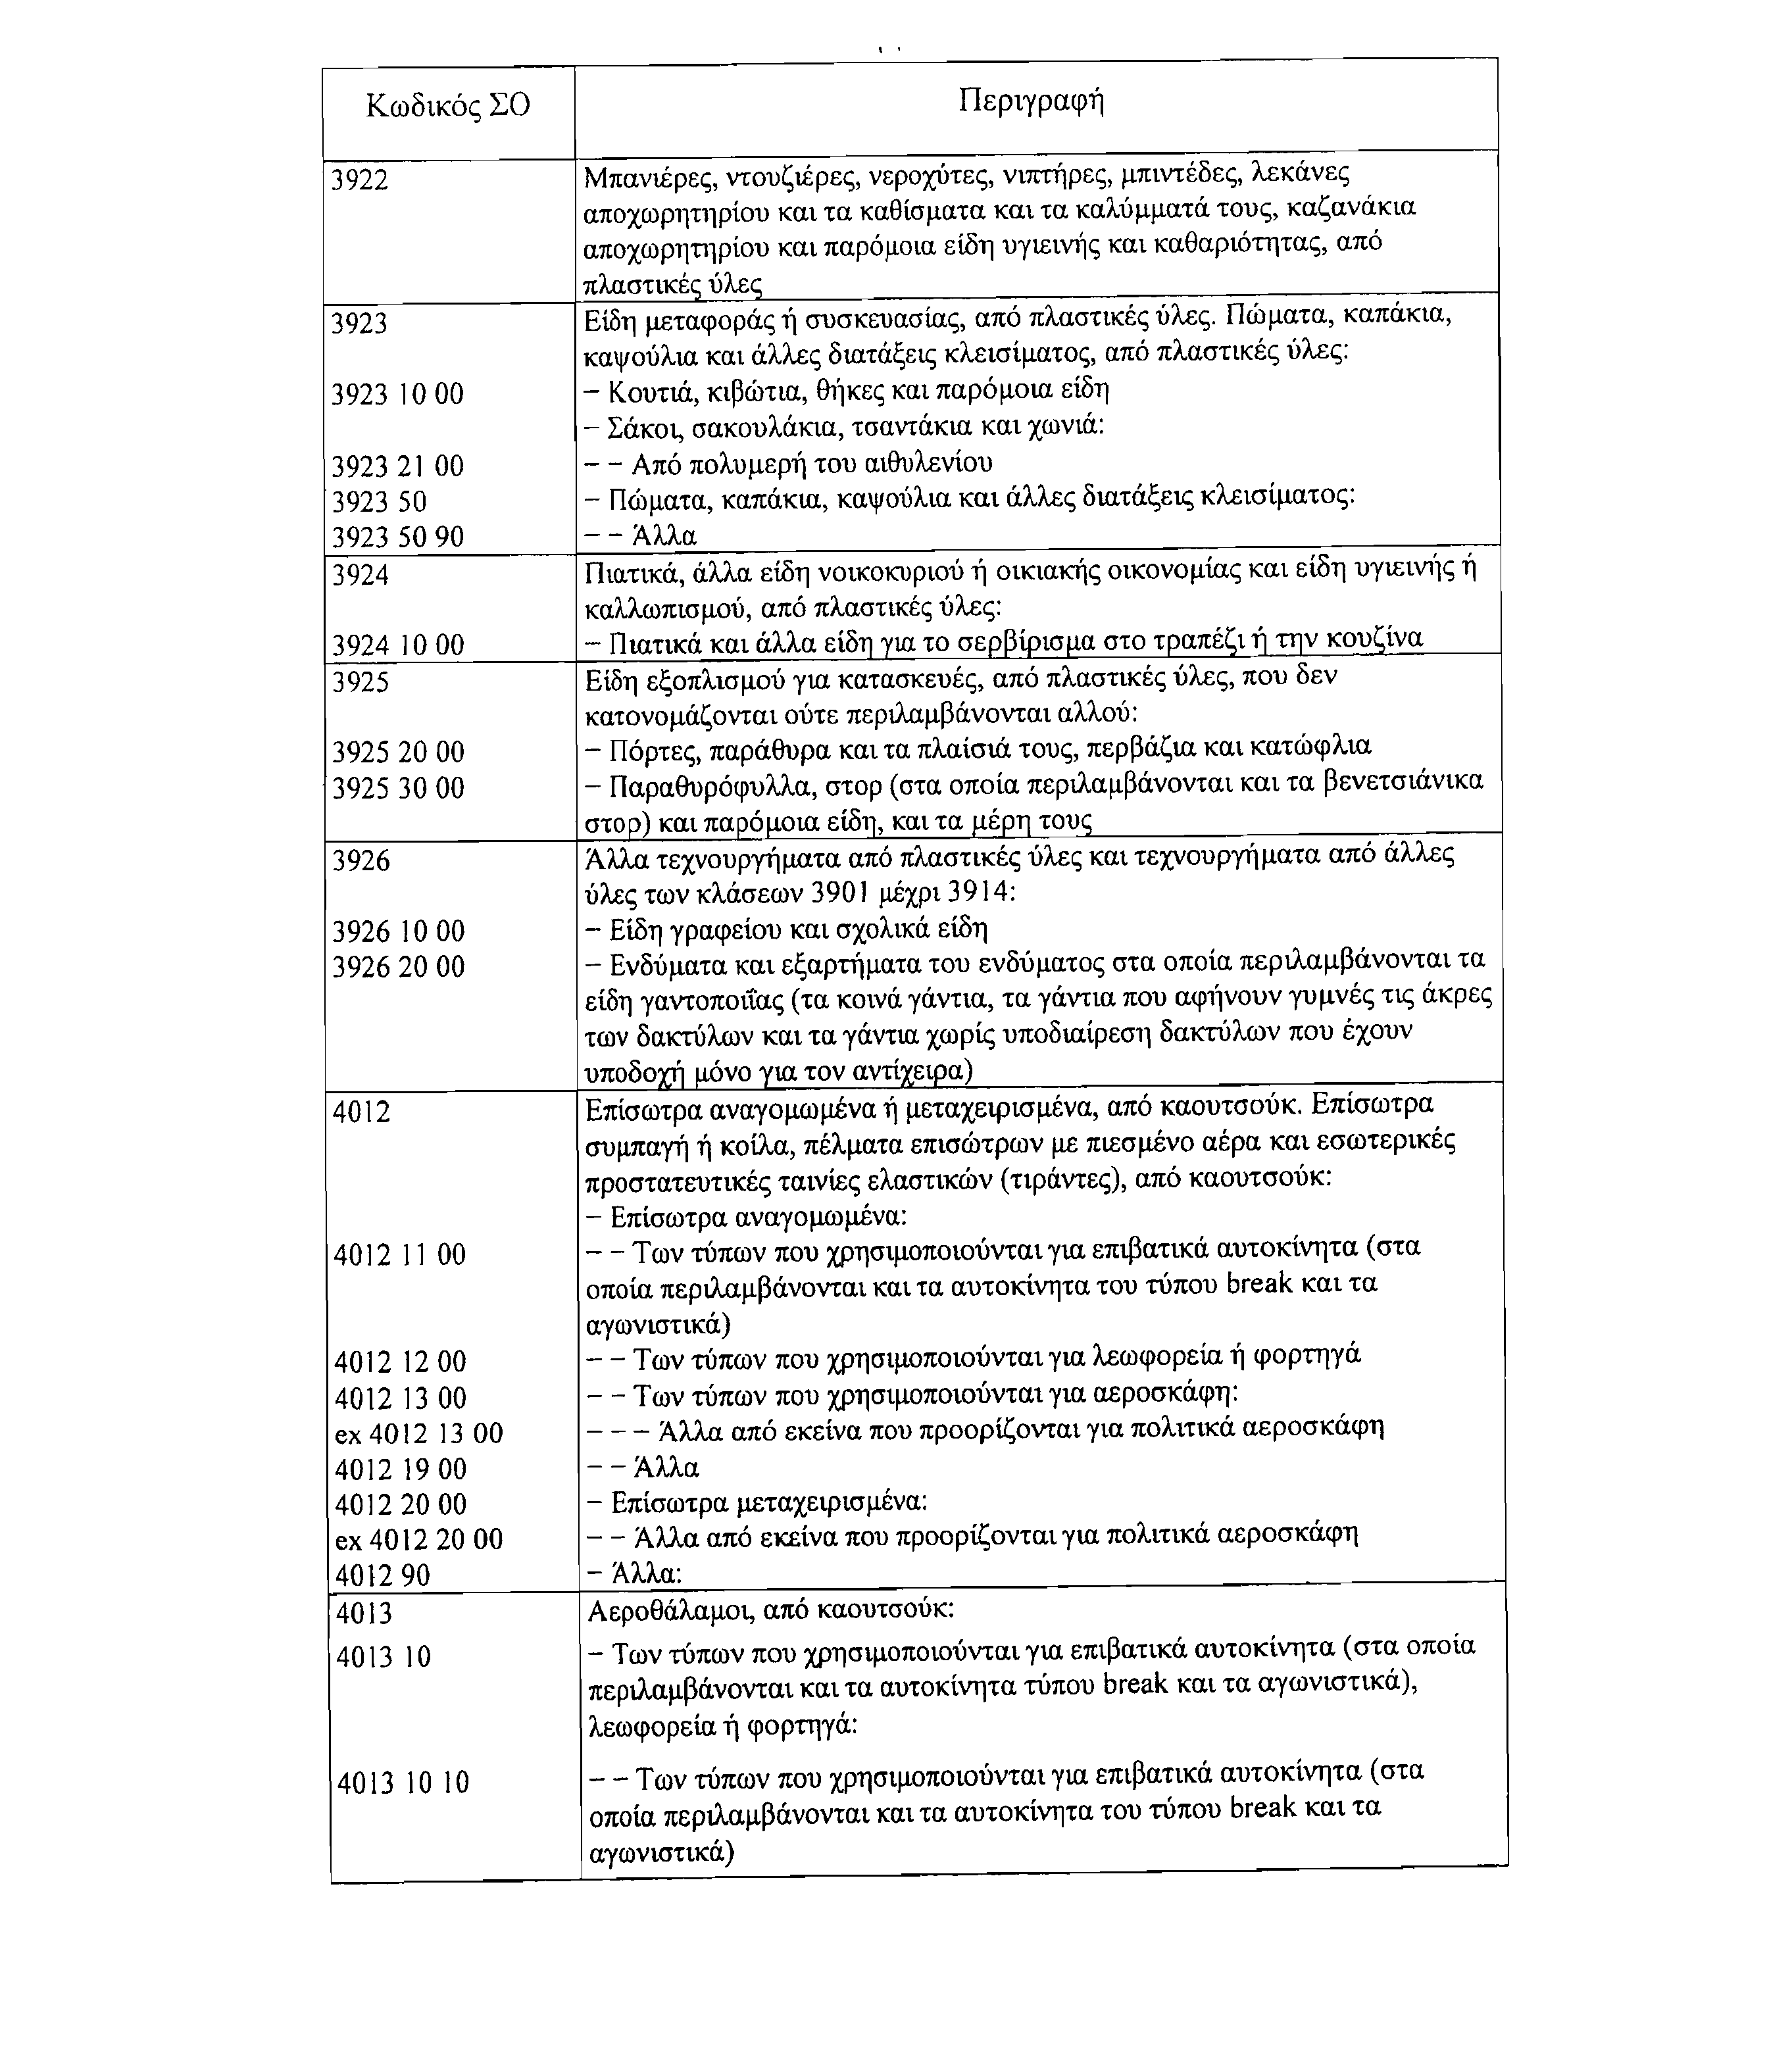 Κωδικός ΣΟ Περιγραφή
3922 Μπανιέρες, ντουζιέρες, νεροχύτες, νιπτήρες, μπιντέδες, λεκάνες
αποχωρητηρίου και τα καθίσματα και τα καλύμματά τους, καζανάκια
αποχωρητηρίου και παρόμοια είδη υγιεινής και καθαριότητας, από
πλαστικές ύλες
3923 Είδη μεταφοράς ή συσκευασίας, από πλαστικές ύλες. Πώματα, καπάκια,
καψούλια και άλλες διατάξεις κλεισίματος, από πλαστικές ύλες:
3923 10 00 − Κουτιά, κιβώτια, θήκες και παρόμοια είδη
− Σάκοι, σακουλάκια, τσαντάκια και χωνιά:
3923 21 00 − − Από πολυμερή του αιθυλενίου
3923 50 − Πώματα, καπάκια, καψούλια και άλλες διατάξεις κλεισίματος:
3923 50 90 − − Άλλα
3924 Πιατικά, άλλα είδη νοικοκυριού ή οικιακής οικονομίας και είδη υγιεινής ή
καλλωπισμού, από πλαστικές ύλες:
3924 10 00 − Πιατικά και άλλα είδη για το σερβίρισμα στο τραπέζι ή την κουζίνα
3925 Είδη εξοπλισμού για κατασκευές, από πλαστικές ύλες, που δεν
κατονομάζονται ούτε περιλαμβάνονται αλλού:
3925 20 00 − Πόρτες, παράθυρα και τα πλαίσιά τους, περβάζια και κατώφλια
3925 30 00 − Παραθυρόφυλλα, στορ (στα οποία περιλαμβάνονται και τα βενετσιάνικα
στορ) και παρόμοια είδη, και τα μέρη τους
3926 Άλλα τεχνουργήματα από πλαστικές ύλες και τεχνουργήματα από άλλες
ύλες των κλάσεων 3901 μέχρι 3914:
3926 10 00 − Είδη γραφείου και σχολικά είδη
3926 20 00 − Ενδύματα και εξαρτήματα του ενδύματος στα οποία περιλαμβάνονται τα
είδη γαντοποιΐας (τα κοινά γάντια, τα γάντια που αφήνουν γυμνές τις άκρες
των δακτύλων και τα γάντια χωρίς υποδιαίρεση δακτύλων που έχουν
υποδοχή μόνο για τον αντίχειρα)
4012 Επίσωτρα αναγομωμένα ή μεταχειρισμένα, από καουτσούκ. Επίσωτρα
συμπαγή ή κοίλα, πέλματα επισώτρων με πιεσμένο αέρα και εσωτερικές
προστατευτικές ταινίες ελαστικών (τιράντες), από καουτσούκ:
− Επίσωτρα αναγομωμένα:
4012 11 00 − − Των τύπων που χρησιμοποιούνται για επιβατικά αυτοκίνητα (στα
οποία περιλαμβάνονται και τα αυτοκίνητα του τύπου break και τα
αγωνιστικά)
4012 12 00 − − Των τύπων που χρησιμοποιούνται για λεωφορεία ή φορτηγά
4012 13 00 − − Των τύπων που χρησιμοποιούνται για αεροσκάφη:
ex 4012 13 00 − − − Άλλα από εκείνα που προορίζονται για πολιτικά αεροσκάφη
4012 19 00 − − Άλλα
4012 20 00 − Επίσωτρα μεταχειρισμένα:
ex 4012 20 00 − − Άλλα από εκείνα που προορίζονται για πολιτικά αεροσκάφη
4012 90 − Άλλα:
4013 Αεροθάλαμοι, από καουτσούκ:
4013 10 − Των τύπων που χρησιμοποιούνται για επιβατικά αυτοκίνητα (στα οποία
περιλαμβάνονται και τα αυτοκίνητα τύπου break και τα αγωνιστικά),
λεωφορεία ή φορτηγά:
4013 10 10 − − Των τύπων που χρησιμοποιούνται για επιβατικά αυτοκίνητα (στα
οποία περιλαμβάνονται και τα αυτοκίνητα του τύπου break και τα
αγωνιστικά)